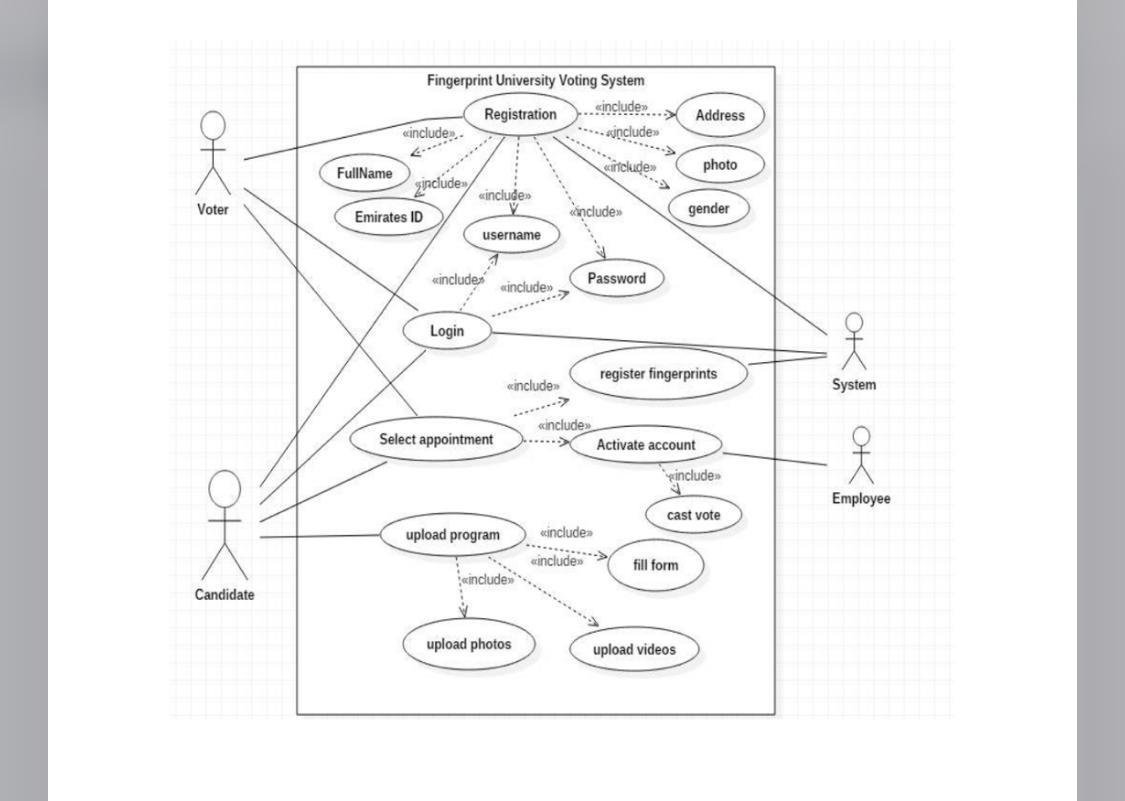 Fingerprint University Voting System
Registration
«include»
Address
«include»
«include»
photo
FullName
«include»
«include»
gender
Emirates ID
«include»
«include»
username
Voter
«include»
«include»
Password
Login
register fingerprints
System
«include»
«include»
Select appointment
Activate account
«include»
Employee
cast vote
upload program
«include»
«include»
fill form
«include»
Candidate
upload photos
upload videos